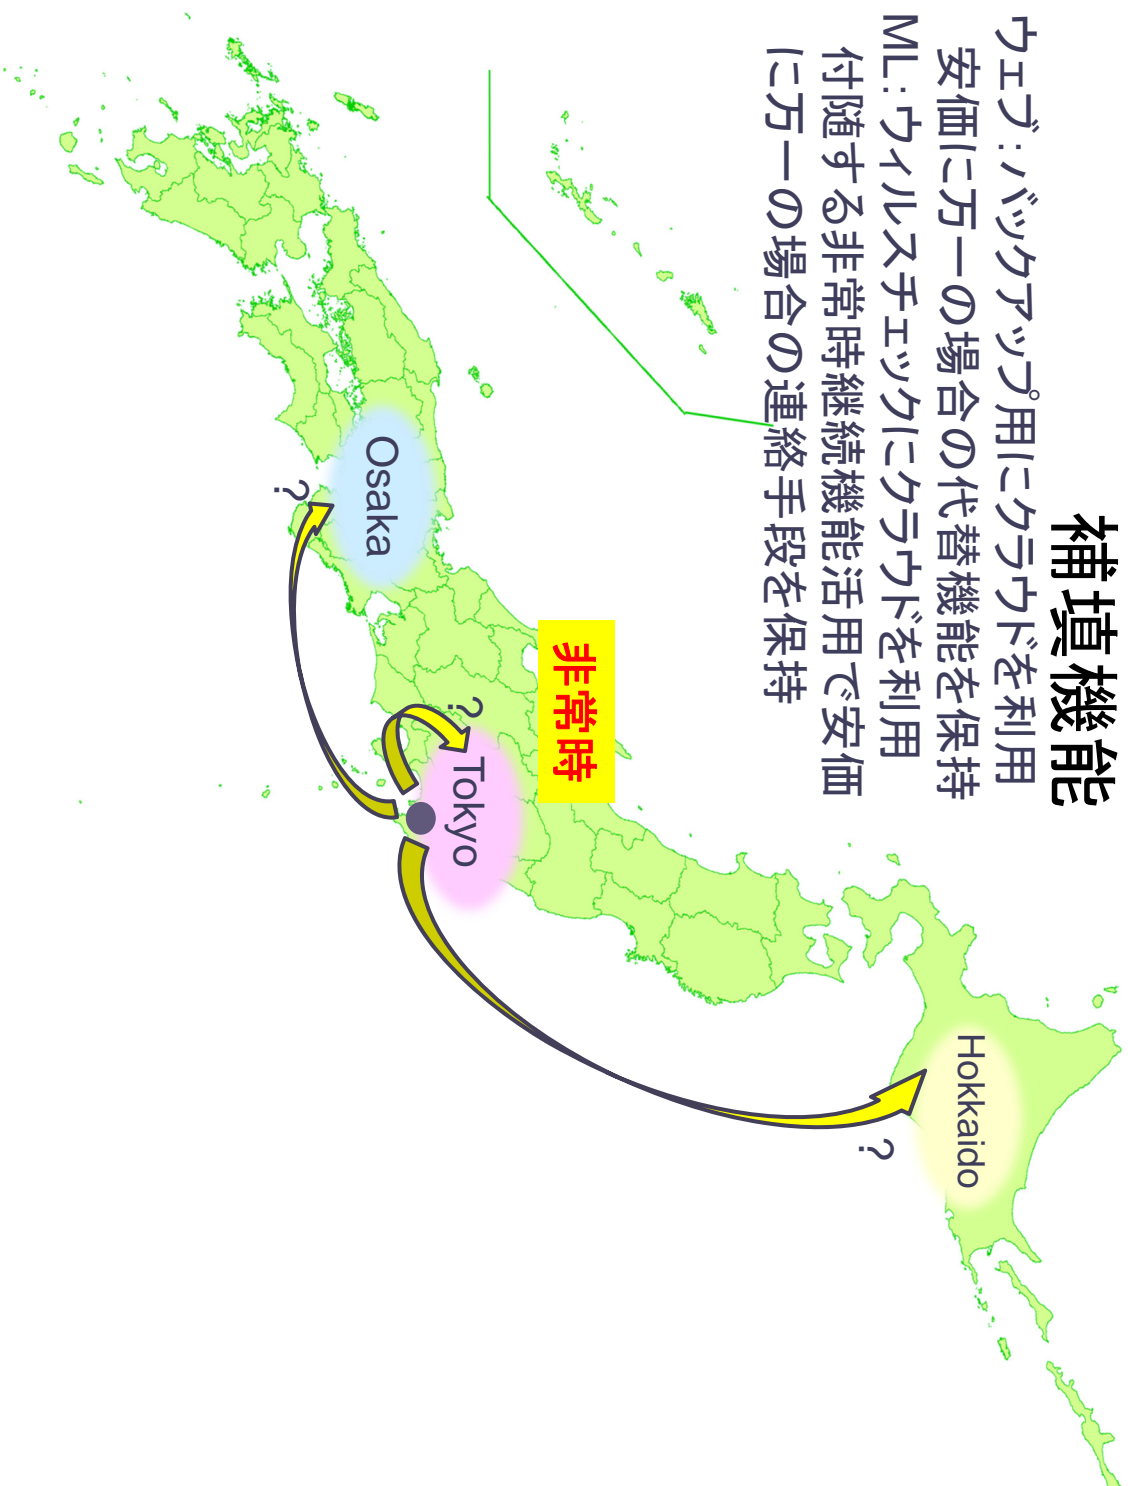 補填機能
ウェブ：バックアップ用にクラウドを利用
安価に万一の場合の代替機能を保持
ML：ウィルスチェックにクラウドを利用
付随する非常時継続機能活用で安価
に万一の場合の連絡手段を保持
非常時
Hokkaido
?
Tokyo
?
Osaka
?